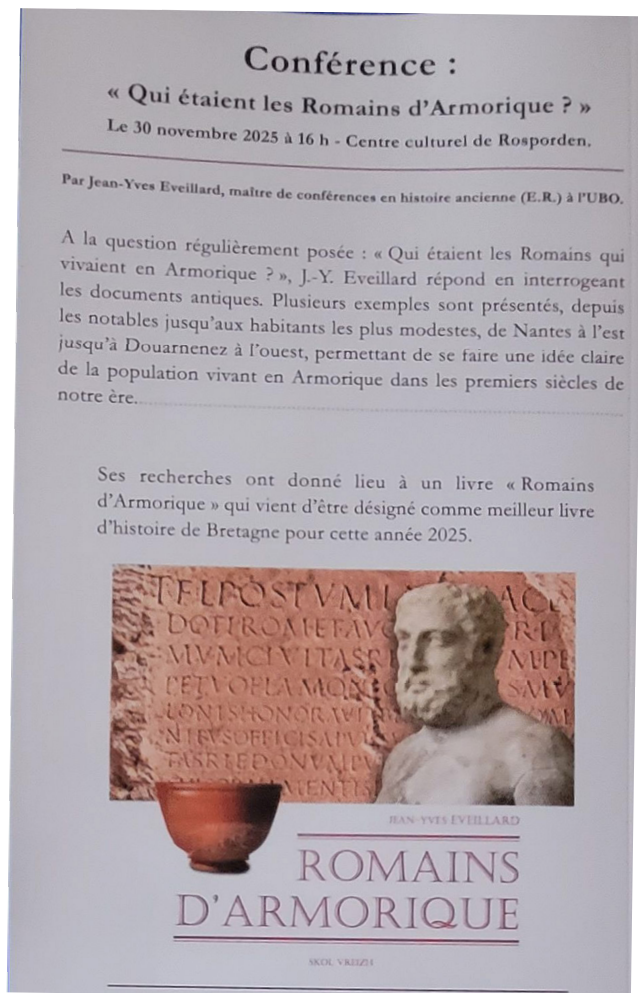 Conférence :
« Qui étaient les Romains d'Armorique ? »
Le 30 novembre 2025 à 16 h - Centre culturel de Rosporden.
Par Jean-Yves Eveillard, maître de conférences en histoire ancienne (E.R.) à l'UBO.
A la question régulièrement posée : « Qui étaient les Romains qui
vivaient en Armorique ? », J.-Y. Eveillard répond en interrogeant
les documents antiques. Plusieurs exemples sont présentés, depuis
les notables jusqu'aux habitants les plus modestes, de Nantes à l'est
jusqu'à Douarnenez à l'ouest, permettant de se faire une idée claire
de la population vivant en Armorique dans les premiers siècles de
notre ère.
Ses recherches ont donné lieu à un livre « Romains
d'Armorique » qui vient d'être désigné comme meilleur livre
d'histoire de Bretagne pour cette année 2025.
MVMCIVITASR
JEAN-YVES EVEILLARD
ROMAINS
D'ARMORIQUE
SKOL VREIZH